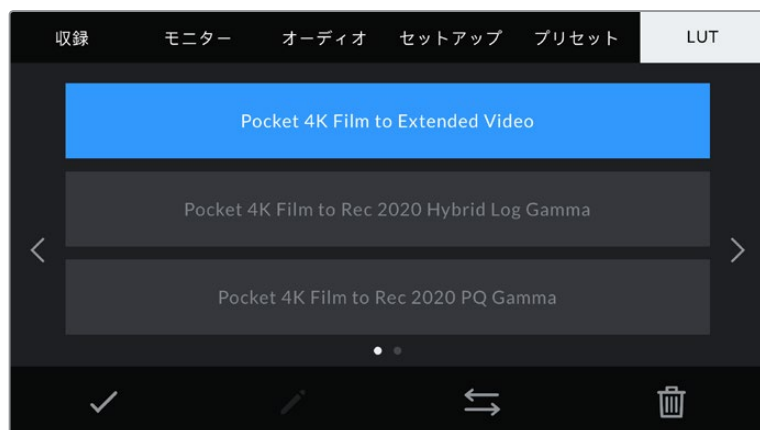 収録 モニター オーディオ セットアップ プリセット LUT
Pocket 4K Film to Extended Video
Pocket 4K Film to Rec 2020 Hybrid Log Gamma
Pocket 4K Film to Rec 2020 PQ Gamma